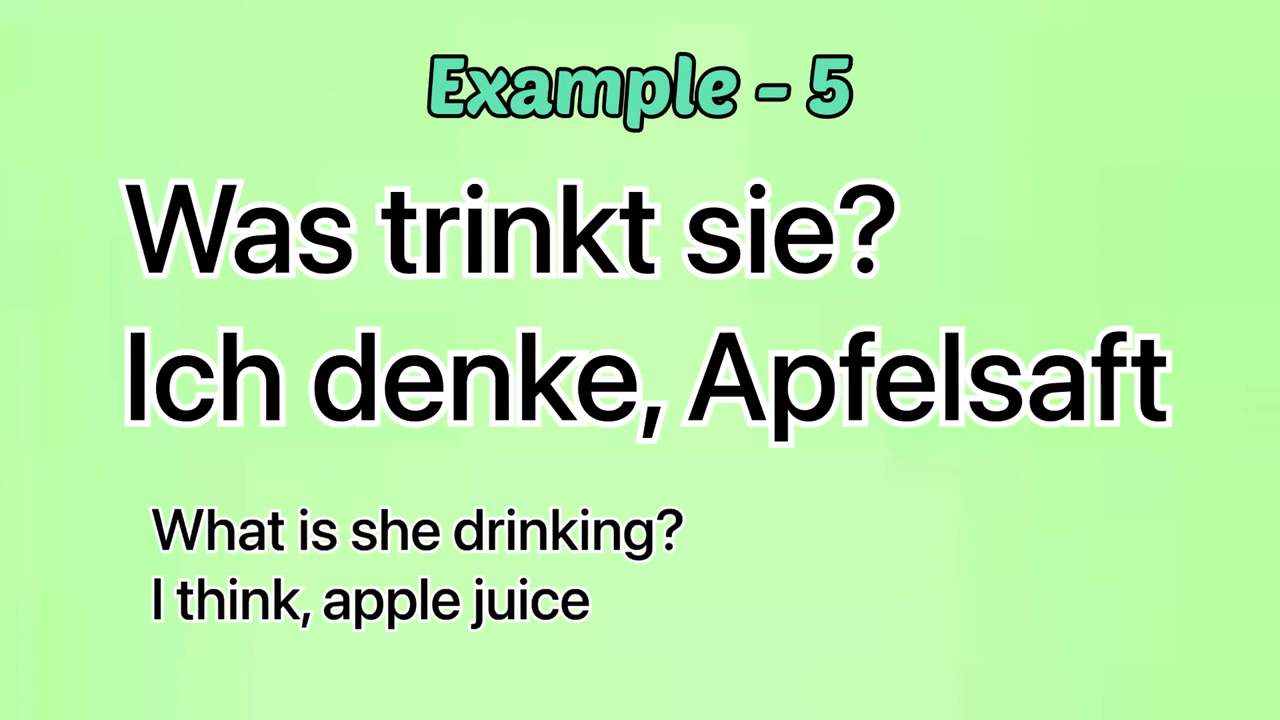 Example - 5
Was trinkt sie?
Ich denke, Apfelsaft
What is she drinking?
I think, apple juice